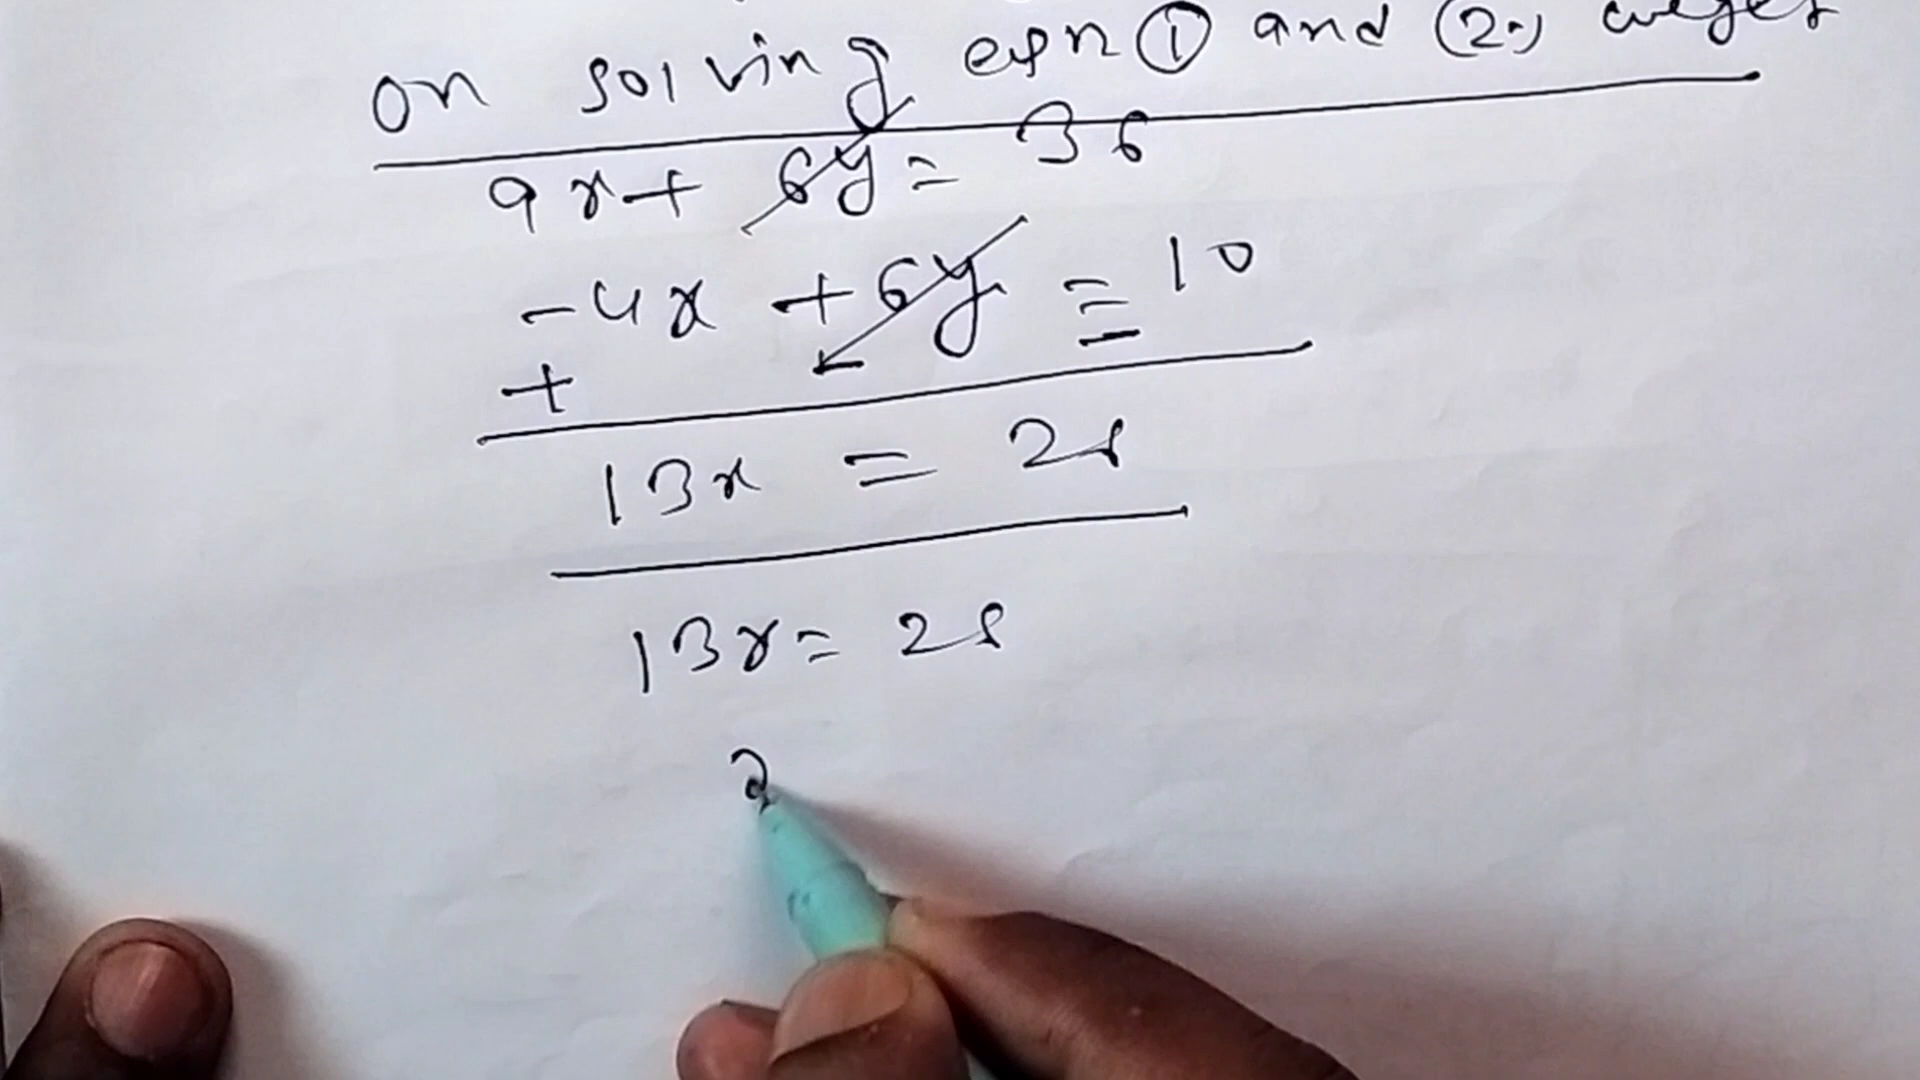 on solving eqn ① and (2.) we get
9x + 6y = 36
-4x + 6y = 10
+ - -
13x = 26
13x = 26